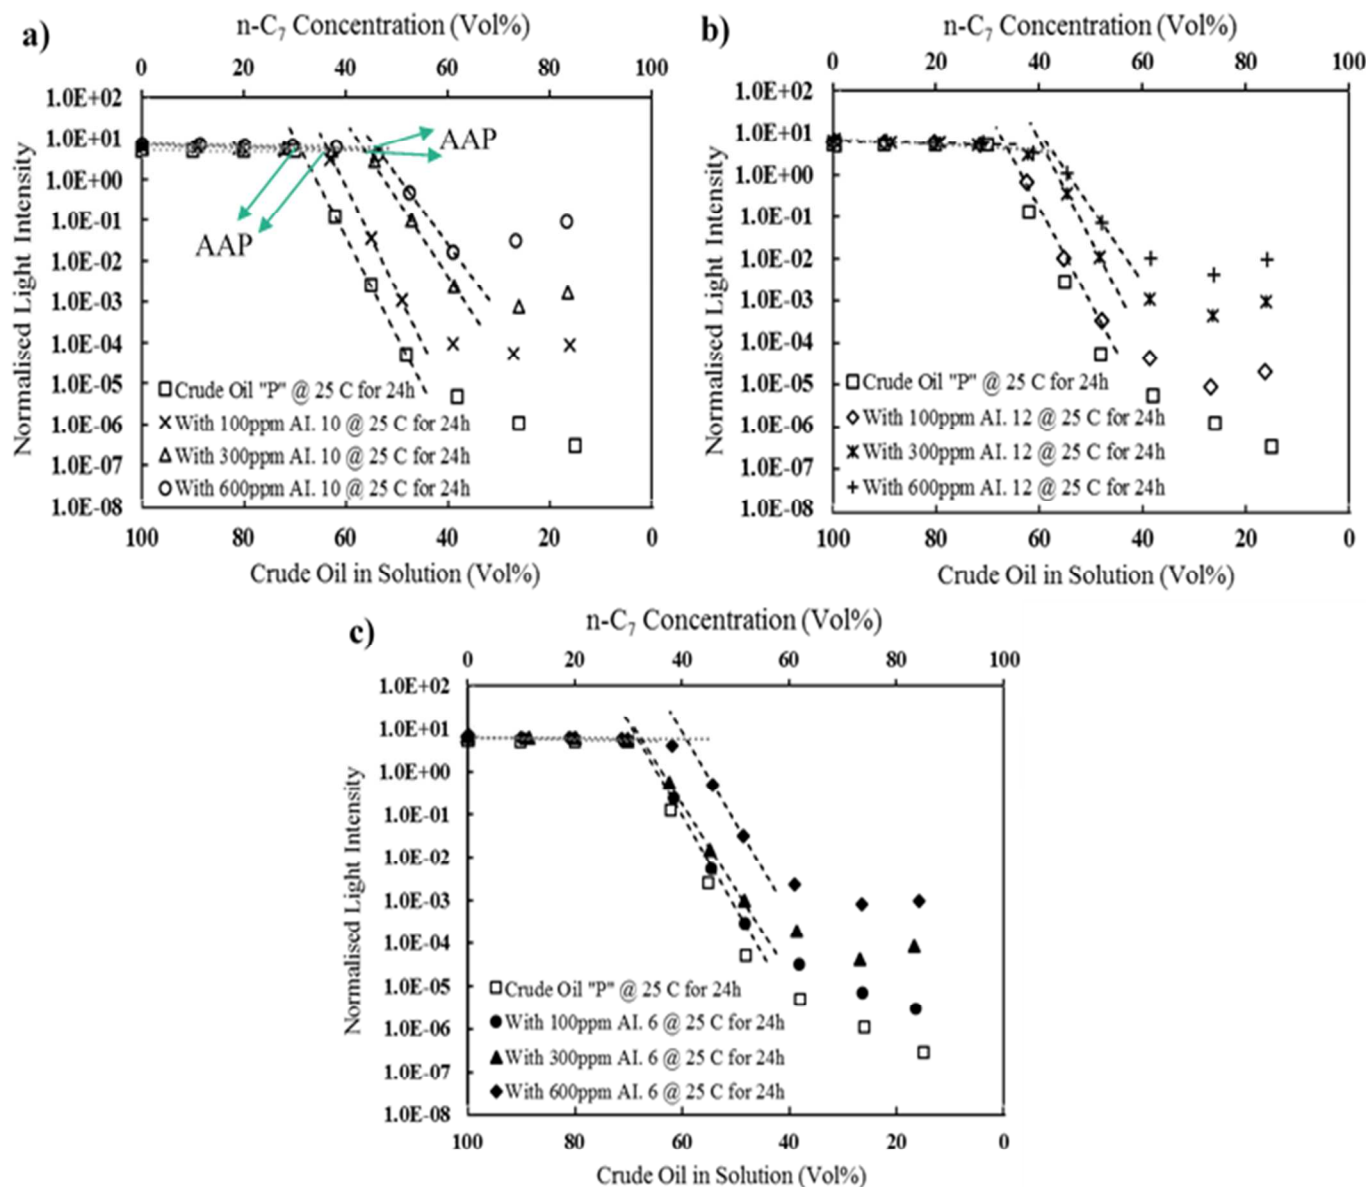 a)
n-C₇ Concentration (Vol%)
0 20 40 60 80 100
1.0E+02
1.0E+01
1.0E+00
1.0E-01
1.0E-02
1.0E-03
1.0E-04
1.0E-05
1.0E-06
1.0E-07
1.0E-08
Normalised Light Intensity
AAP
AAP
Crude Oil "P" @ 25 C for 24h
With 100ppm AI. 10 @ 25 C for 24h
With 300ppm AI. 10 @ 25 C for 24h
With 600ppm AI. 10 @ 25 C for 24h
100 80 60 40 20 0
Crude Oil in Solution (Vol%)
b)
n-C₇ Concentration (Vol%)
0 20 40 60 80 100
1.0E+02
1.0E+01
1.0E+00
1.0E-01
1.0E-02
1.0E-03
1.0E-04
1.0E-05
1.0E-06
1.0E-07
1.0E-08
Normalised Light Intensity
Crude Oil "P" @ 25 C for 24h
With 100ppm AI. 12 @ 25 C for 24h
With 300ppm AI. 12 @ 25 C for 24h
With 600ppm AI. 12 @ 25 C for 24h
100 80 60 40 20 0
Crude Oil in Solution (Vol%)
c)
n-C₇ Concentration (Vol%)
0 20 40 60 80 100
1.0E+02
1.0E+01
1.0E+00
1.0E-01
1.0E-02
1.0E-03
1.0E-04
1.0E-05
1.0E-06
1.0E-07
1.0E-08
Normalised Light Intensity
Crude Oil "P" @ 25 C for 24h
With 100ppm AI. 6 @ 25 C for 24h
With 300ppm AI. 6 @ 25 C for 24h
With 600ppm AI. 6 @ 25 C for 24h
100 80 60 40 20 0
Crude Oil in Solution (Vol%)